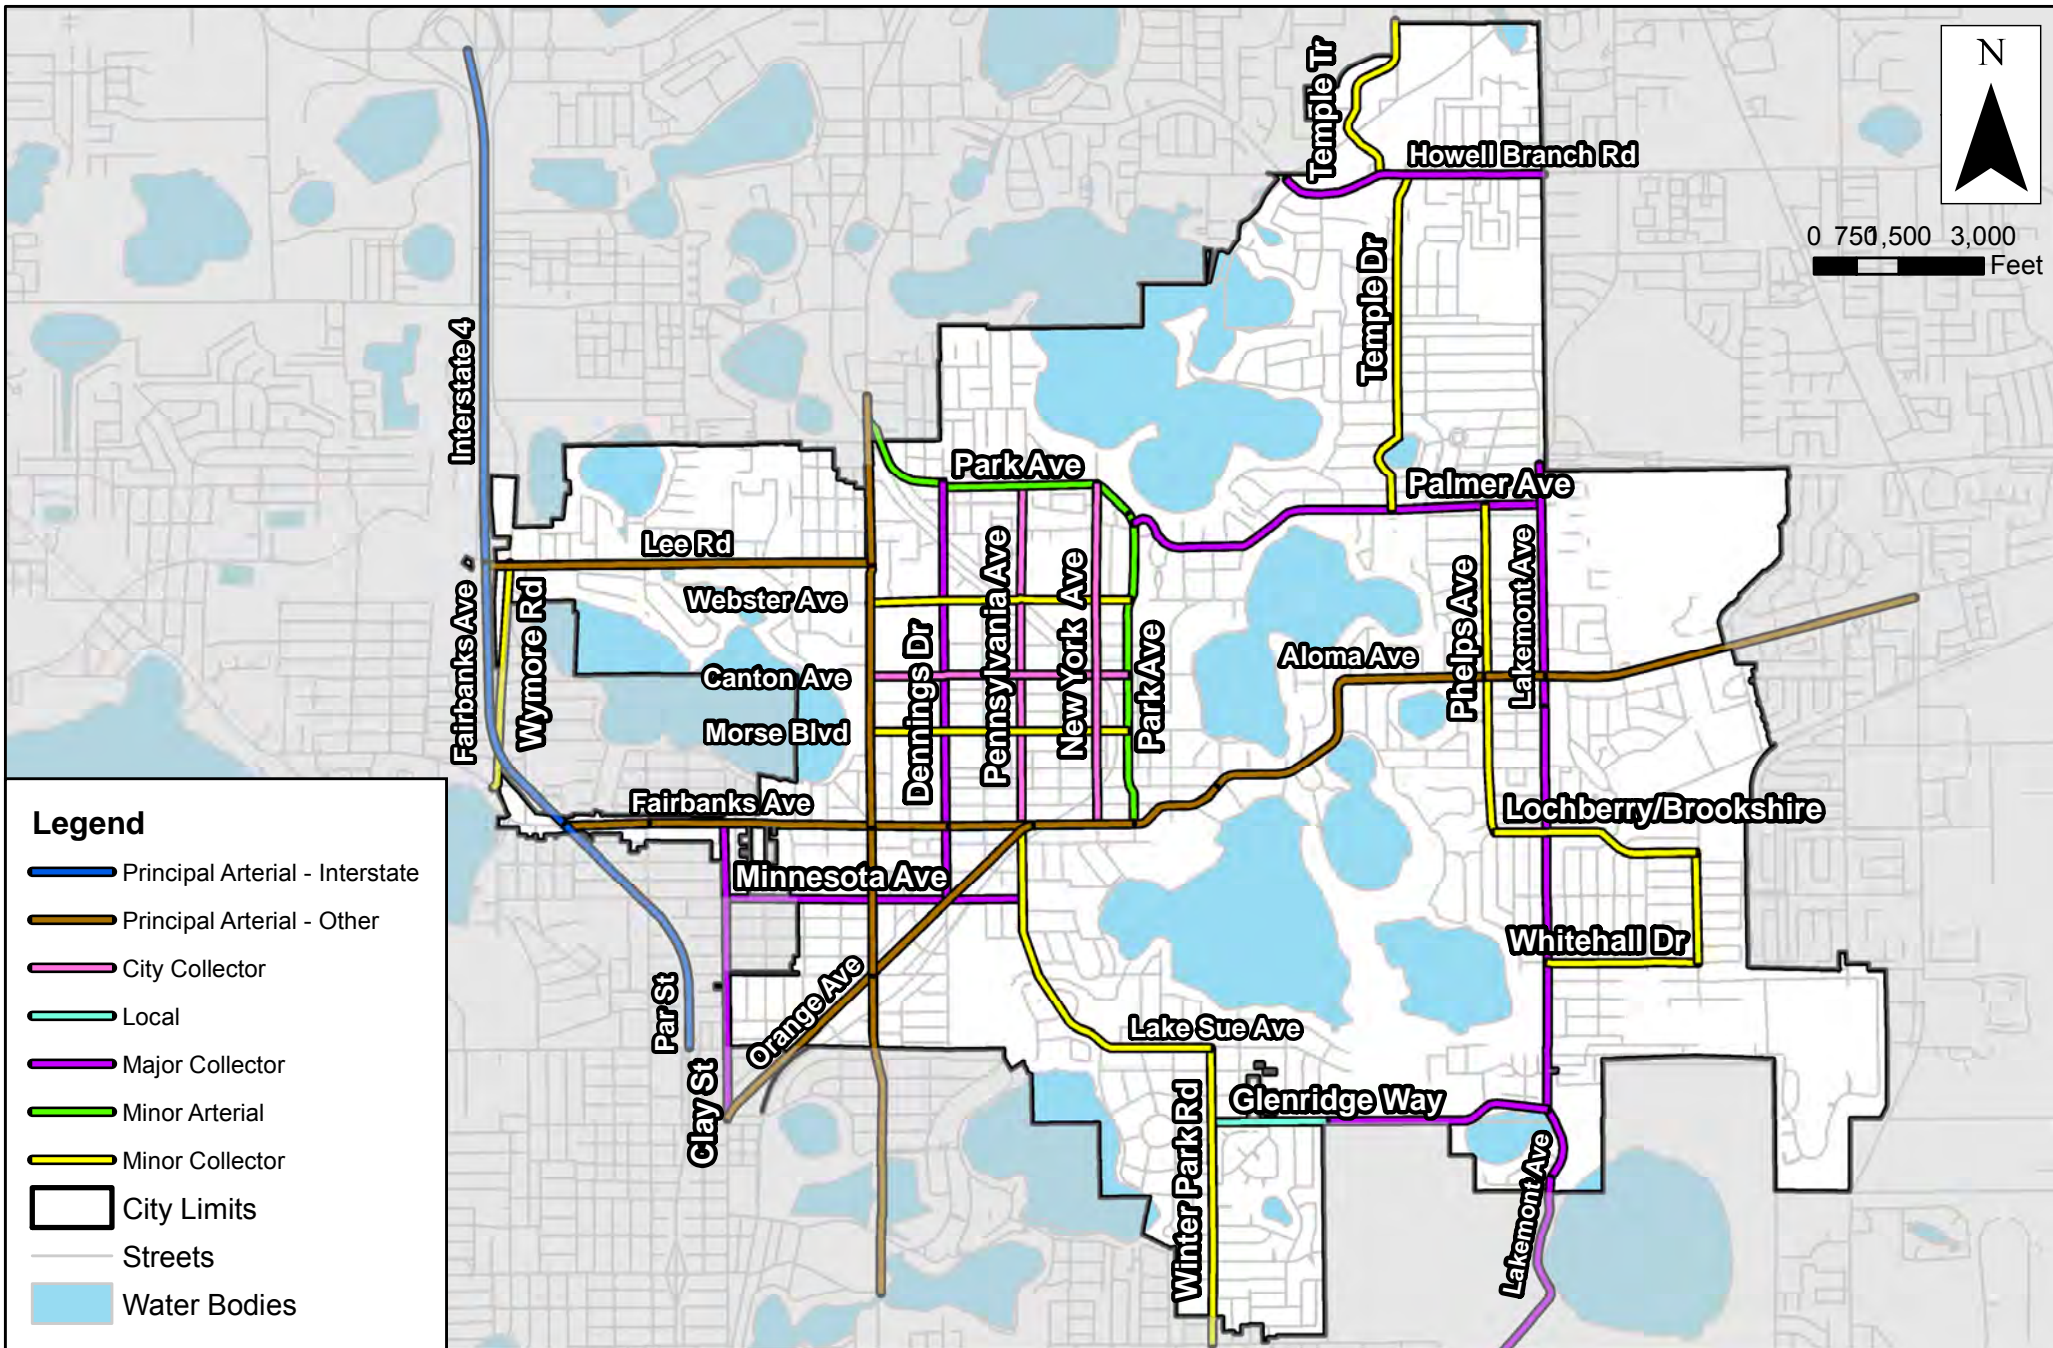 N
0 750 1,500 3,000
Feet
Temple Tr
Howell Branch Rd
Temple Dr
Interstate 4
Park Ave
Palmer Ave
Lee Rd
Fairbanks Ave
Wymore Rd
Webster Ave
Canton Ave
Morse Blvd
Dennings Dr
Pennsylvania Ave
New York Ave
Park Ave
Aloma Ave
Phelps Ave
Lakemont Ave
Fairbanks Ave
Lochberry/Brookshire
Minnesota Ave
Whitehall Dr
Par St
Orange Ave
Clay St
Lake Sue Ave
Winter Park Rd
Glenridge Way
Lakemont Ave
Legend
Principal Arterial - Interstate
Principal Arterial - Other
City Collector
Local
Major Collector
Minor Arterial
Minor Collector
City Limits
Streets
Water Bodies